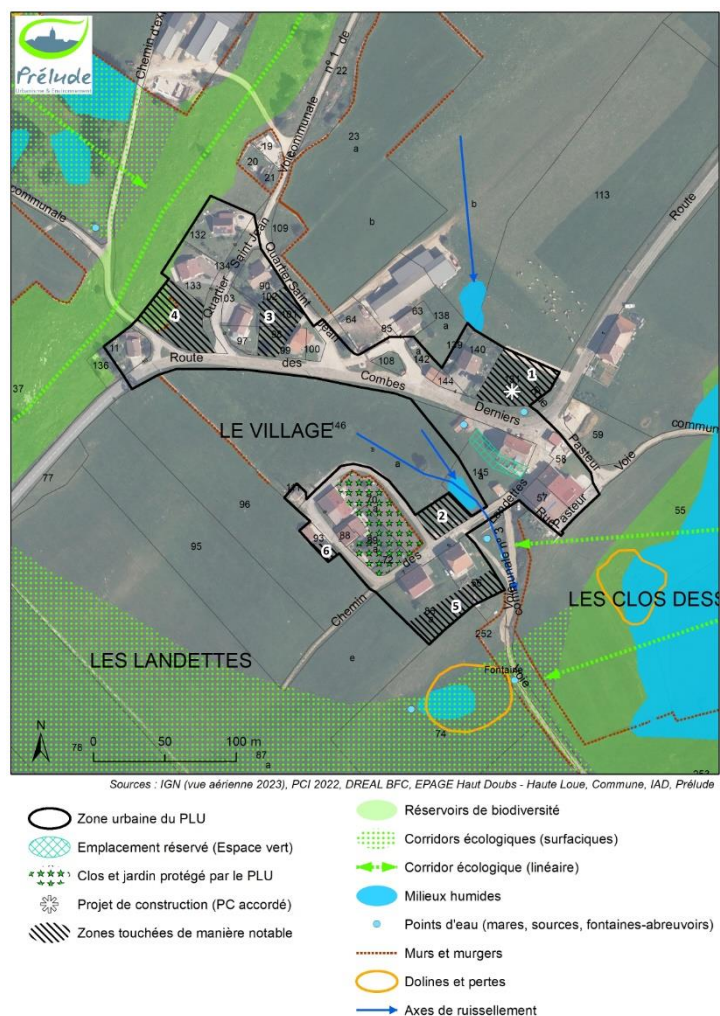 Prélude
Urbanisme & Environnement
Chemin d'ex
n° 1 de
22
Voie communale
communale
19
20
21
23
a
b
b
113
Route
109
132
134
133
Quartier Saint Jean
Quartier Saint Jean
103
90
102
4
3
97
99
100
64
85
63
138
a
11
136
Route
des
Combes
Derniers
108
142
a
139
140
144
1
37
LE VILLAGE
146
a
145
a
58
59
57
Rue Pasteur
Pasteur
Voie
commun
77
96
95
70
88
93
72
2
6
5
Chemin
des
Landettes
55
LES CLOS DESS
LES LANDETTES
252
e
Fontaine
Voie
74
78
87
a
253
N
0 50 100 m
Sources : IGN (vue aérienne 2023), PCI 2022, DREAL BFC, EPAGE Haut Doubs - Haute Loue, Commune, IAD, Prélude
Zone urbaine du PLU
Emplacement réservé (Espace vert)
Clos et jardin protégé par le PLU
Projet de construction (PC accordé)
Zones touchées de manière notable
Réservoirs de biodiversité
Corridors écologiques (surfaciques)
Corridor écologique (linéaire)
Milieux humides
Points d'eau (mares, sources, fontaines-abreuvoirs)
Murs et murgers
Dolines et pertes
Axes de ruissellement